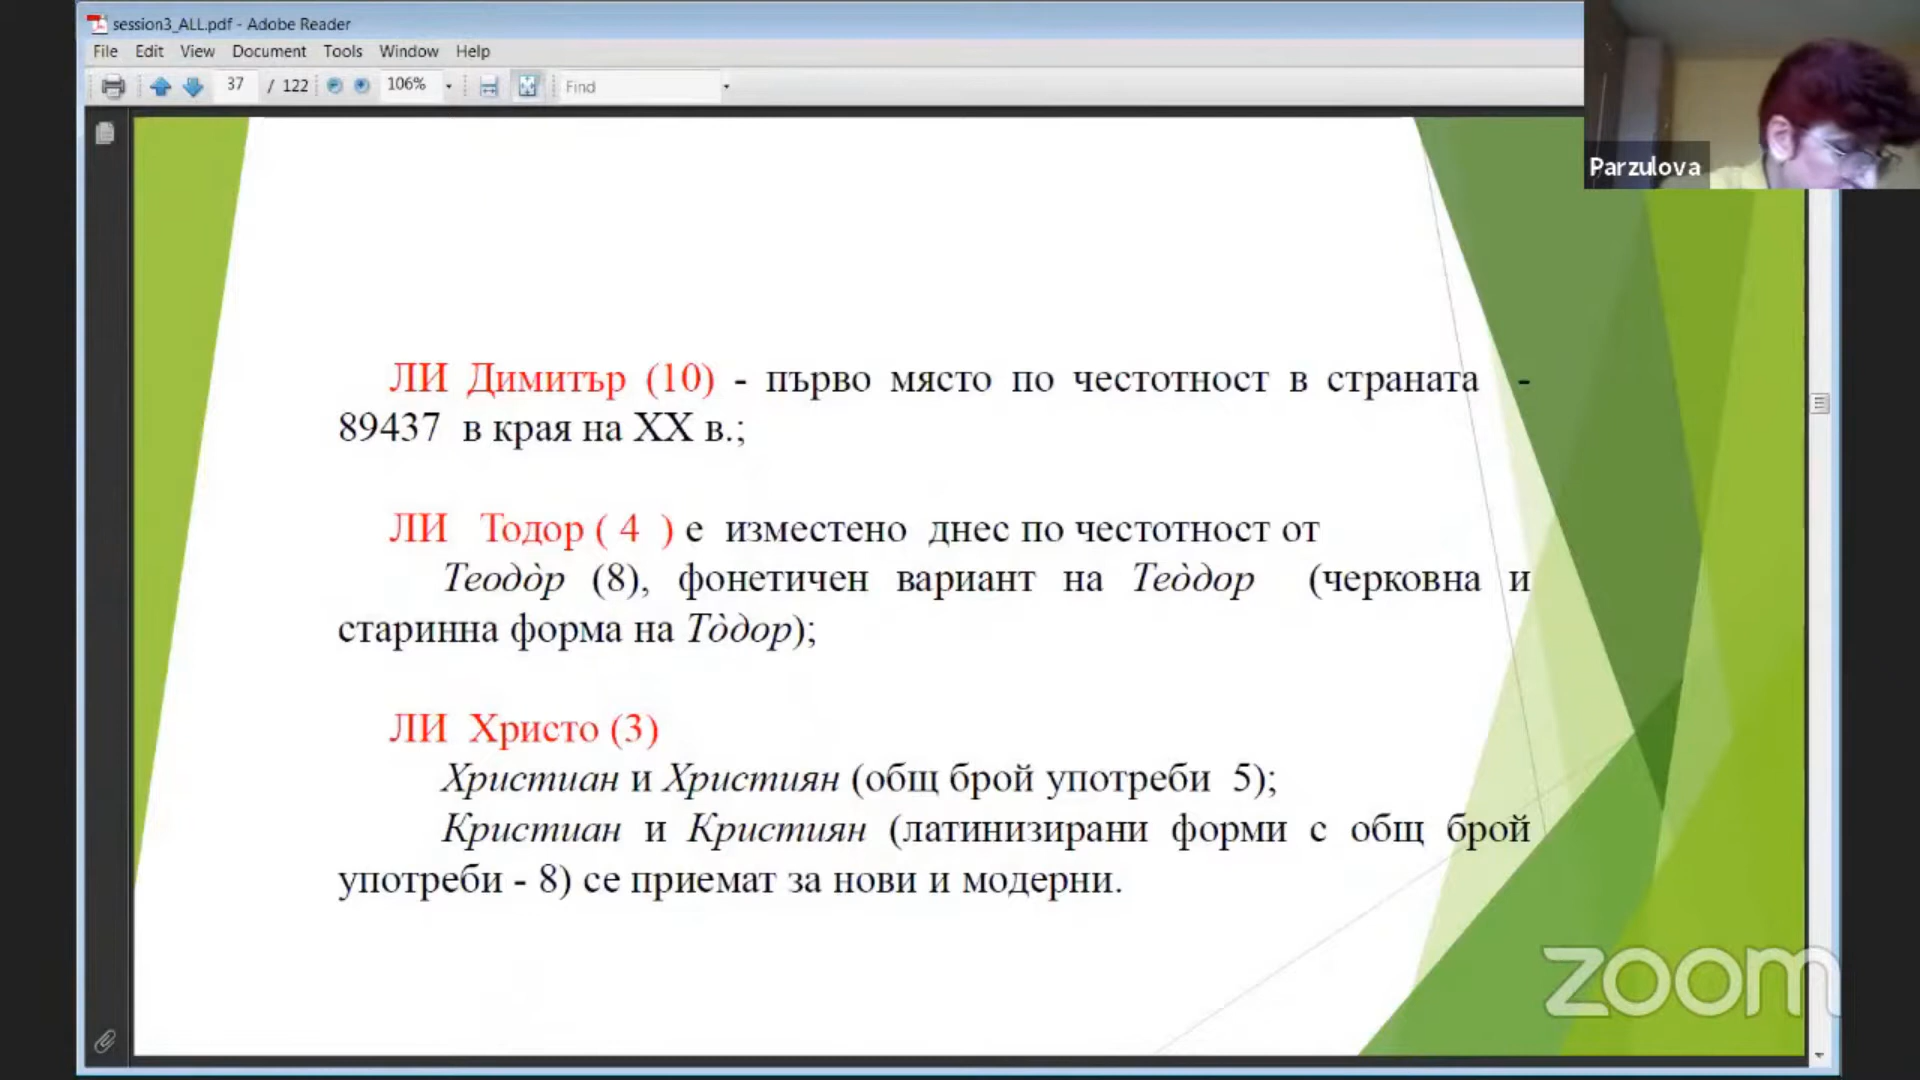 session3_ALL.pdf - Adobe Reader
File Edit View Document Tools Window Help
37 / 122 106% Find
Parzulova
ЛИ Димитър (10) - първо място по честотност в страната -
89437 в края на XX в.;
ЛИ Тодор ( 4 ) е изместено днес по честотност от
Теодо̀р (8), фонетичен вариант на Тео̀дор (черковна и
старинна форма на То̀дор);
ЛИ Христо (3)
Християн и Християн (общ брой употреби 5);
Кристиан и Кристиян (латинизирани форми с общ брой
употреби - 8) се приемат за нови и модерни.
zoom